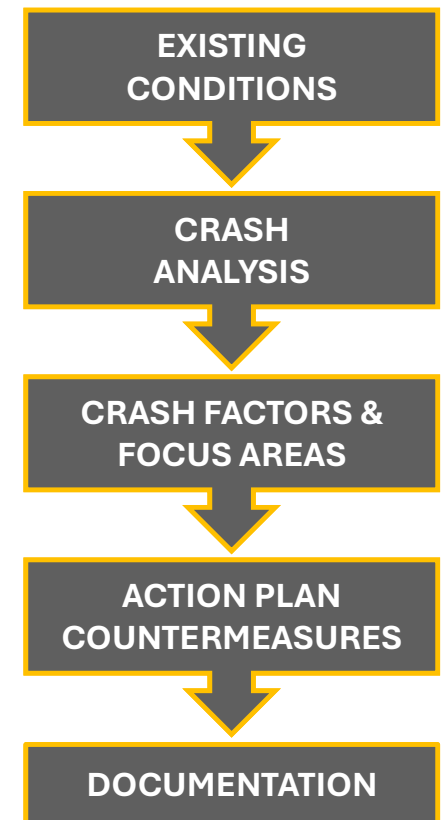 EXISTING
CONDITIONS
CRASH
ANALYSIS
CRASH FACTORS &
FOCUS AREAS
ACTION PLAN
COUNTERMEASURES
DOCUMENTATION